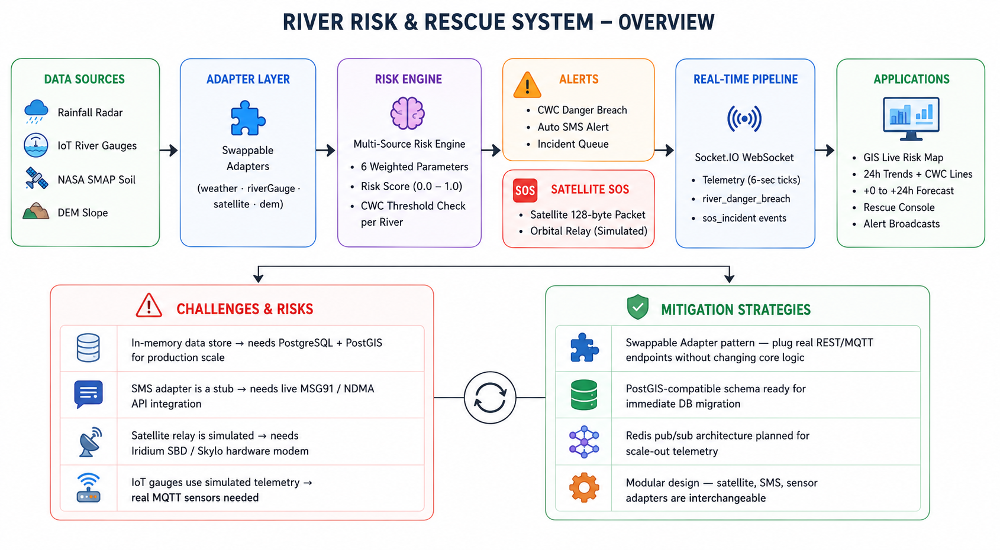 RIVER RISK & RESCUE SYSTEM – OVERVIEW
DATA SOURCES
Rainfall Radar
IoT River Gauges
NASA SMAP Soil
DEM Slope
ADAPTER LAYER
Swappable
Adapters
(weather · riverGauge ·
satellite · dem)
RISK ENGINE
Multi-Source Risk Engine
• 6 Weighted Parameters
• Risk Score (0.0 – 1.0)
• CWC Threshold Check
per River
ALERTS
• CWC Danger Breach
• Auto SMS Alert
• Incident Queue
SOS
SATELLITE SOS
• Satellite 128-byte Packet
• Orbital Relay (Simulated)
REAL-TIME PIPELINE
Socket.IO WebSocket
• Telemetry (6-sec ticks)
• river_danger_breach
• sos_incident events
APPLICATIONS
• GIS Live Risk Map
• 24h Trends + CWC Lines
• +0 to +24h Forecast
• Rescue Console
• Alert Broadcasts
CHALLENGES & RISKS
In-memory data store → needs PostgreSQL + PostGIS
for production scale
SMS adapter is a stub → needs live MSG91 / NDMA
API integration
Satellite relay is simulated → needs
Iridium SBD / Skylo hardware modem
IoT gauges use simulated telemetry →
real MQTT sensors needed
MITIGATION STRATEGIES
Swappable Adapter pattern — plug real REST/MQTT
endpoints without changing core logic
PostGIS-compatible schema ready for
immediate DB migration
Redis pub/sub architecture planned for
scale-out telemetry
Modular design — satellite, SMS, sensor
adapters are interchangeable